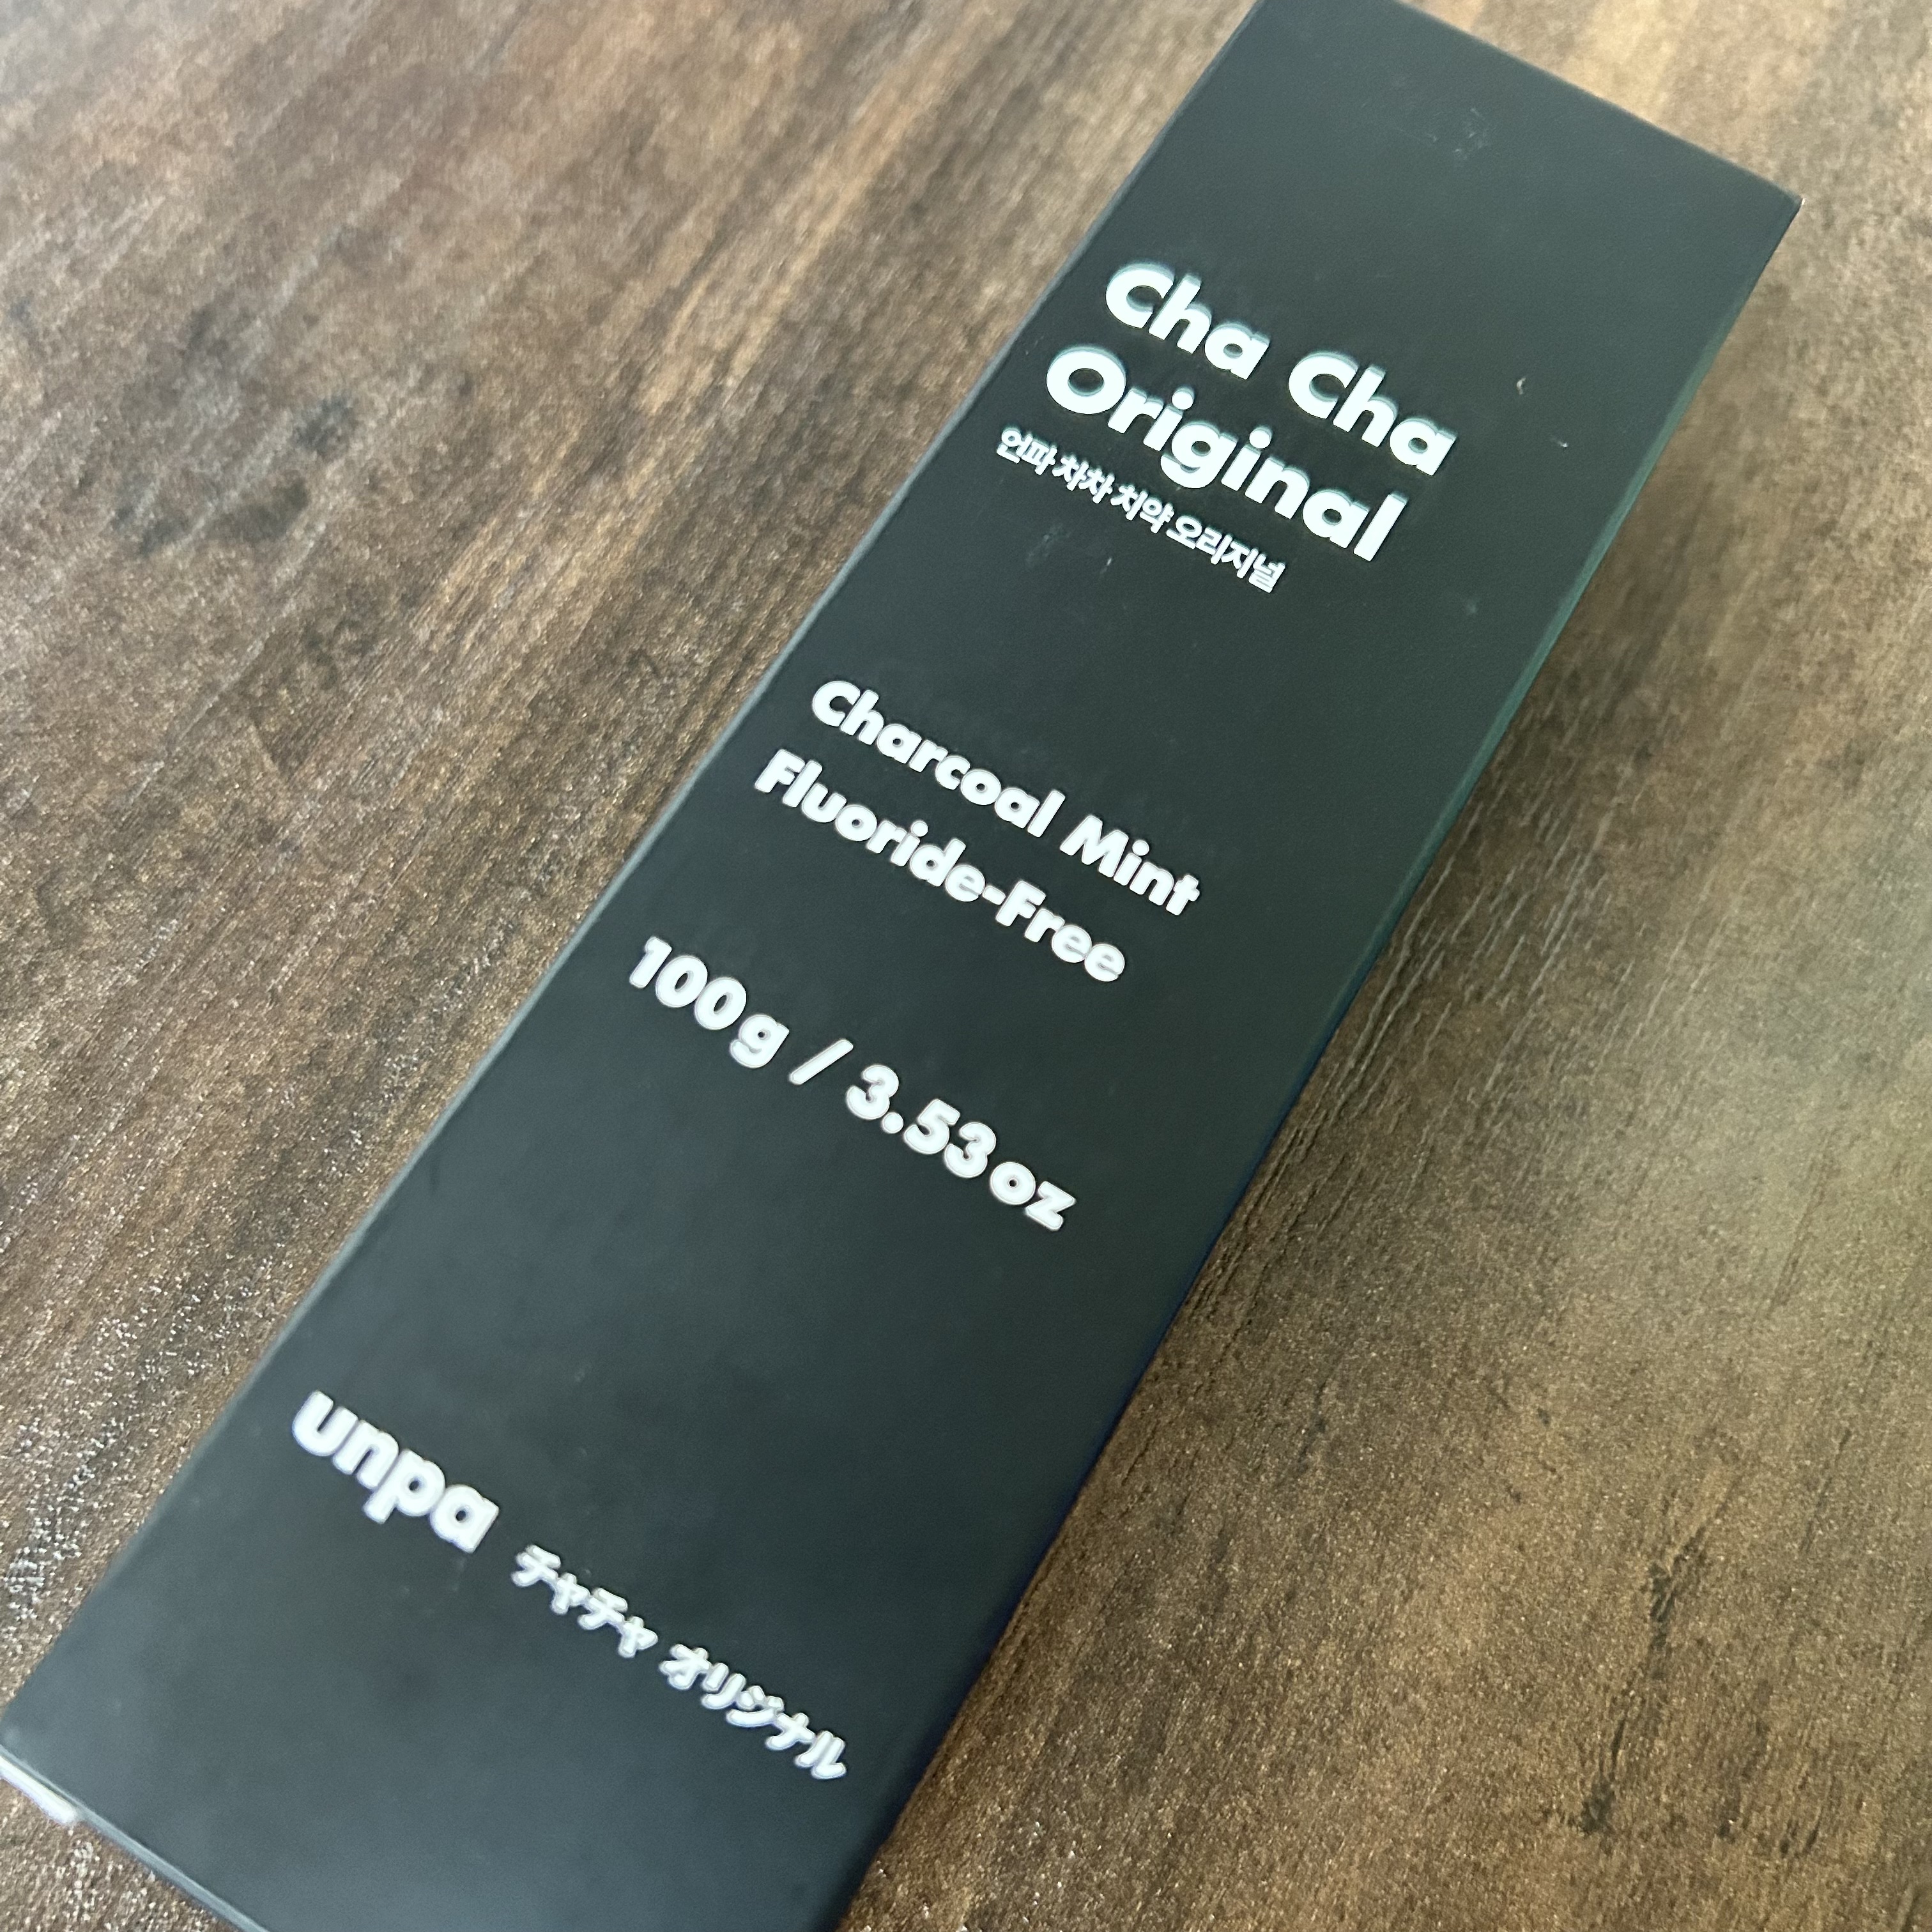 Cha Cha
Original
언파 차차 치약 오리지널
Charcoal Mint
Fluoride-Free
100g / 3.53oz
unpa チャチャ オリジナル